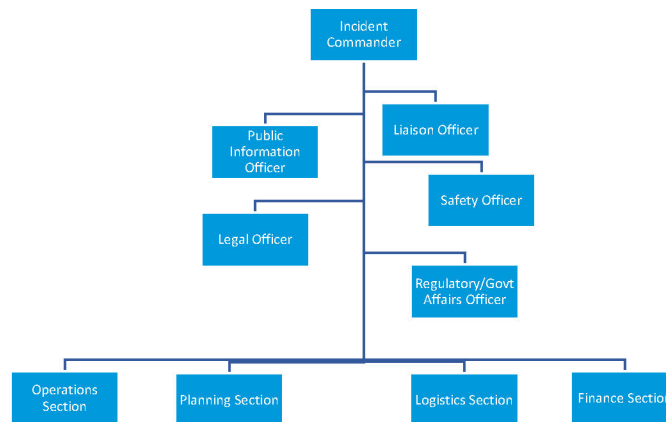 Incident
Commander
Liaison Officer
Public
Information
Officer
Safety Officer
Legal Officer
Regulatory/Govt
Affairs Officer
Operations
Section
Planning Section
Logistics Section
Finance Section